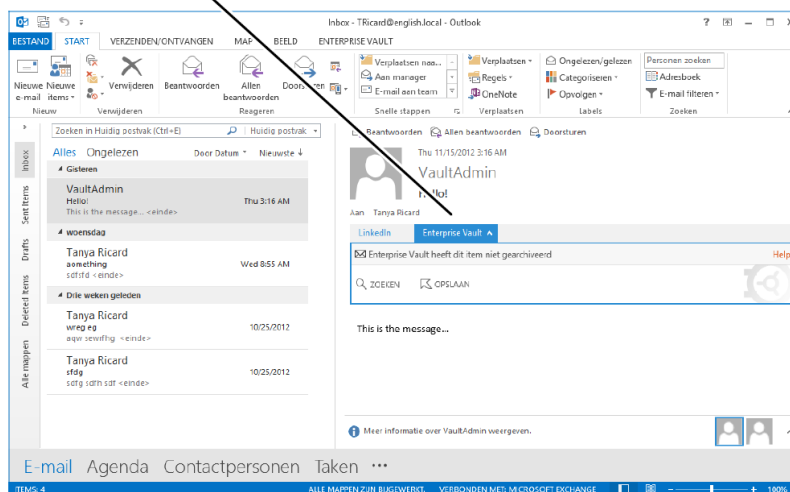 Inbox - TRicard@english.local - Outlook
BESTAND START VERZENDEN/ONTVANGEN MAP BEELD ENTERPRISE VAULT
Nieuwe e-mail
Nieuwe items
Nieuw
Verwijderen
Verwijderen
Beantwoorden
Allen beantwoorden
Doorsturen
Reageren
Verplaatsen naa...
Aan manager
E-mail aan team
Snelle stappen
Verplaatsen
Regels
OneNote
Verplaatsen
Ongelezen/gelezen
Categoriseren
Opvolgen
Labels
Personen zoeken
Adresboek
E-mail filteren
Zoeken
Inbox
Sent Items
Drafts
Deleted Items
Alle mappen
Zoeken in Huidig postvak (Ctrl+E) Huidig postvak
Alles Ongelezen Door Datum Nieuwste ↓
Gisteren
VaultAdmin
Hello! Thu 3:16 AM
This is the message... <einde>
woensdag
Tanya Ricard
aomething Wed 8:55 AM
sdfsfd <einde>
Drie weken geleden
Tanya Ricard
wreg eg 10/25/2012
aqw sewifhg <einde>
Tanya Ricard
sfdg 10/25/2012
sdfg sdfh sdf <einde>
Beantwoorden Allen beantwoorden Doorsturen
Thu 11/15/2012 3:16 AM
VaultAdmin
Hello!
Aan Tanya Ricard
LinkedIn Enterprise Vault
Enterprise Vault heeft dit item niet gearchiveerd Help
ZOEKEN OPSLAAN
This is the message...
Meer informatie over VaultAdmin weergeven.
E-mail Agenda Contactpersonen Taken ...
ITEMS: 4 ALLE MAPPEN ZIJN BIJGEWERKT. VERBONDEN MET: MICROSOFT EXCHANGE 100%